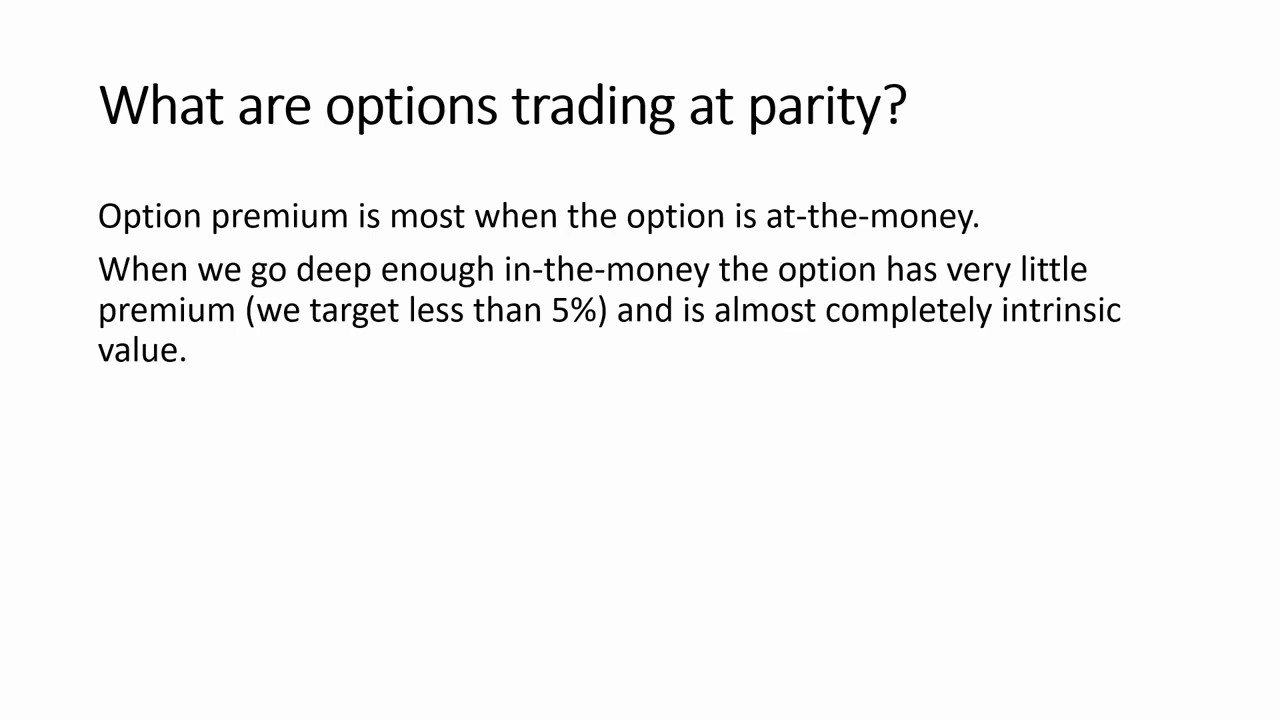 What are options trading at parity?
Option premium is most when the option is at-the-money.
When we go deep enough in-the-money the option has very little
premium (we target less than 5%) and is almost completely intrinsic
value.